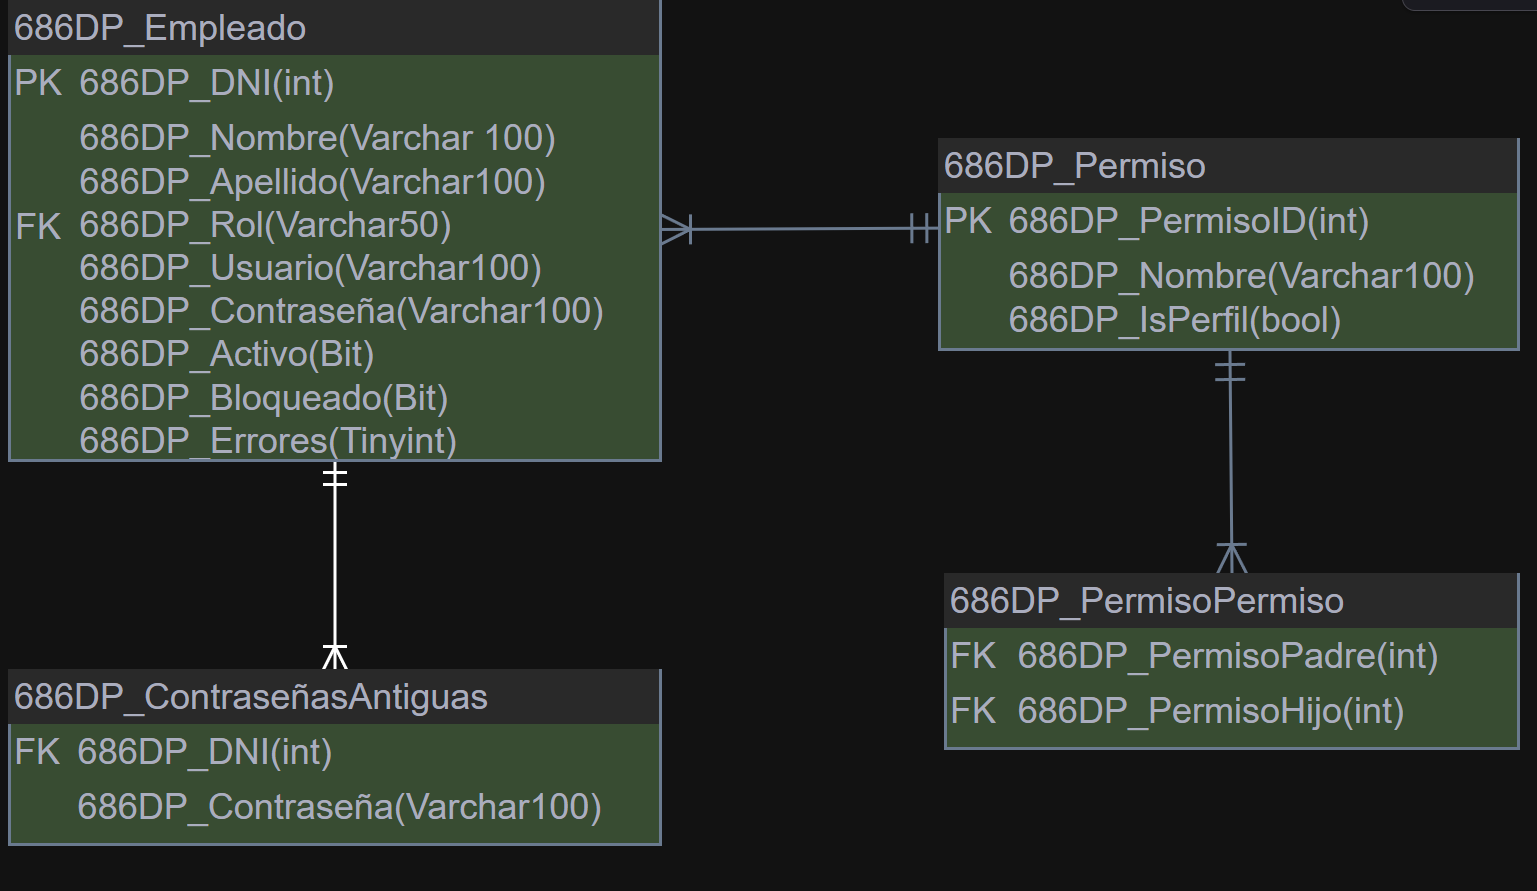 686DP_Empleado
PK 686DP_DNI(int)
686DP_Nombre(Varchar 100)
686DP_Apellido(Varchar100)
FK 686DP_Rol(Varchar50)
686DP_Usuario(Varchar100)
686DP_Contraseña(Varchar100)
686DP_Activo(Bit)
686DP_Bloqueado(Bit)
686DP_Errores(Tinyint)
686DP_Permiso
PK 686DP_PermisoID(int)
686DP_Nombre(Varchar100)
686DP_IsPerfil(bool)
686DP_ContraseñasAntiguas
FK 686DP_DNI(int)
686DP_Contraseña(Varchar100)
686DP_PermisoPermiso
FK 686DP_PermisoPadre(int)
FK 686DP_PermisoHijo(int)